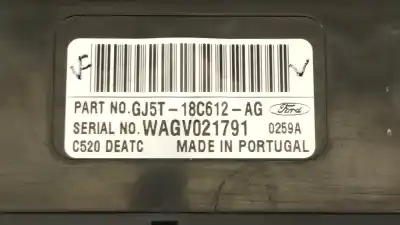 PART NO.GJ5T-18C612-AG Ford
SERIAL NO.WAGV021791 0259A
C520 DEATC MADE IN PORTUGAL